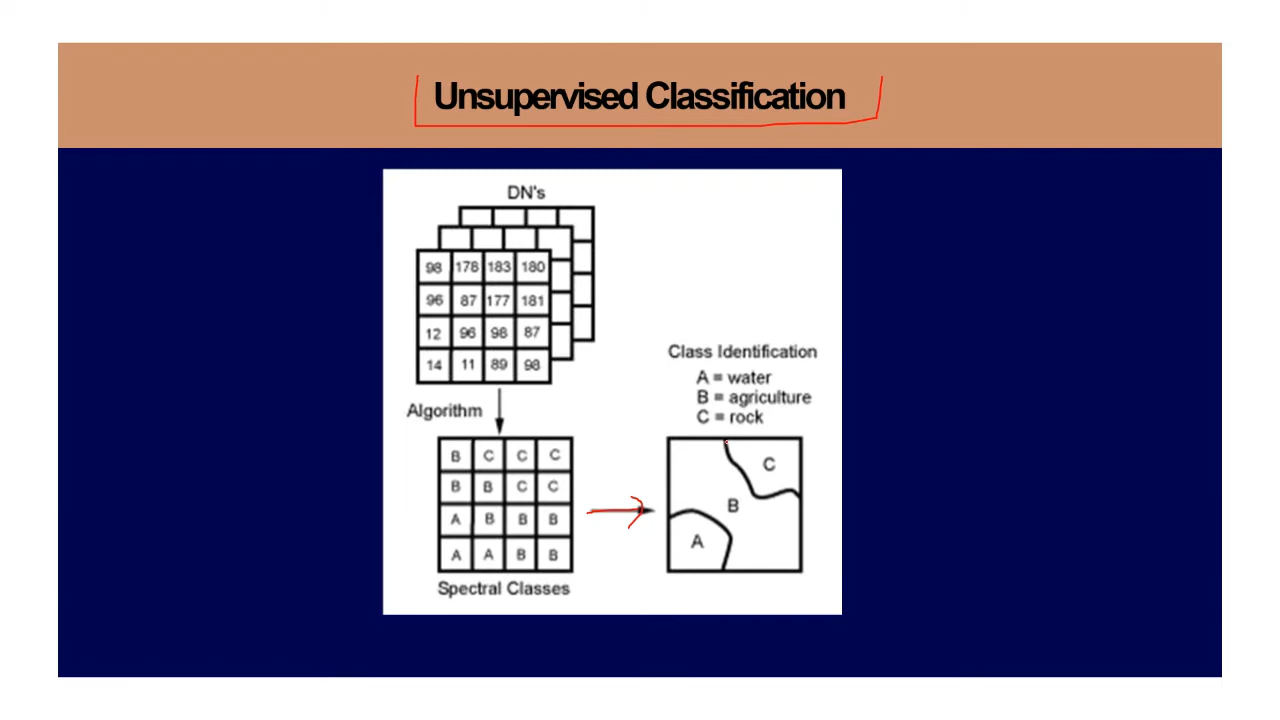 Unsupervised Classification
DN's
98 178 183 180
96 87 177 181
12 96 98 87
14 11 89 98
Algorithm
B C C C
B B C C
A B B B
A A B B
Spectral Classes
Class Identification
A = water
B = agriculture
C = rock
C
B
A